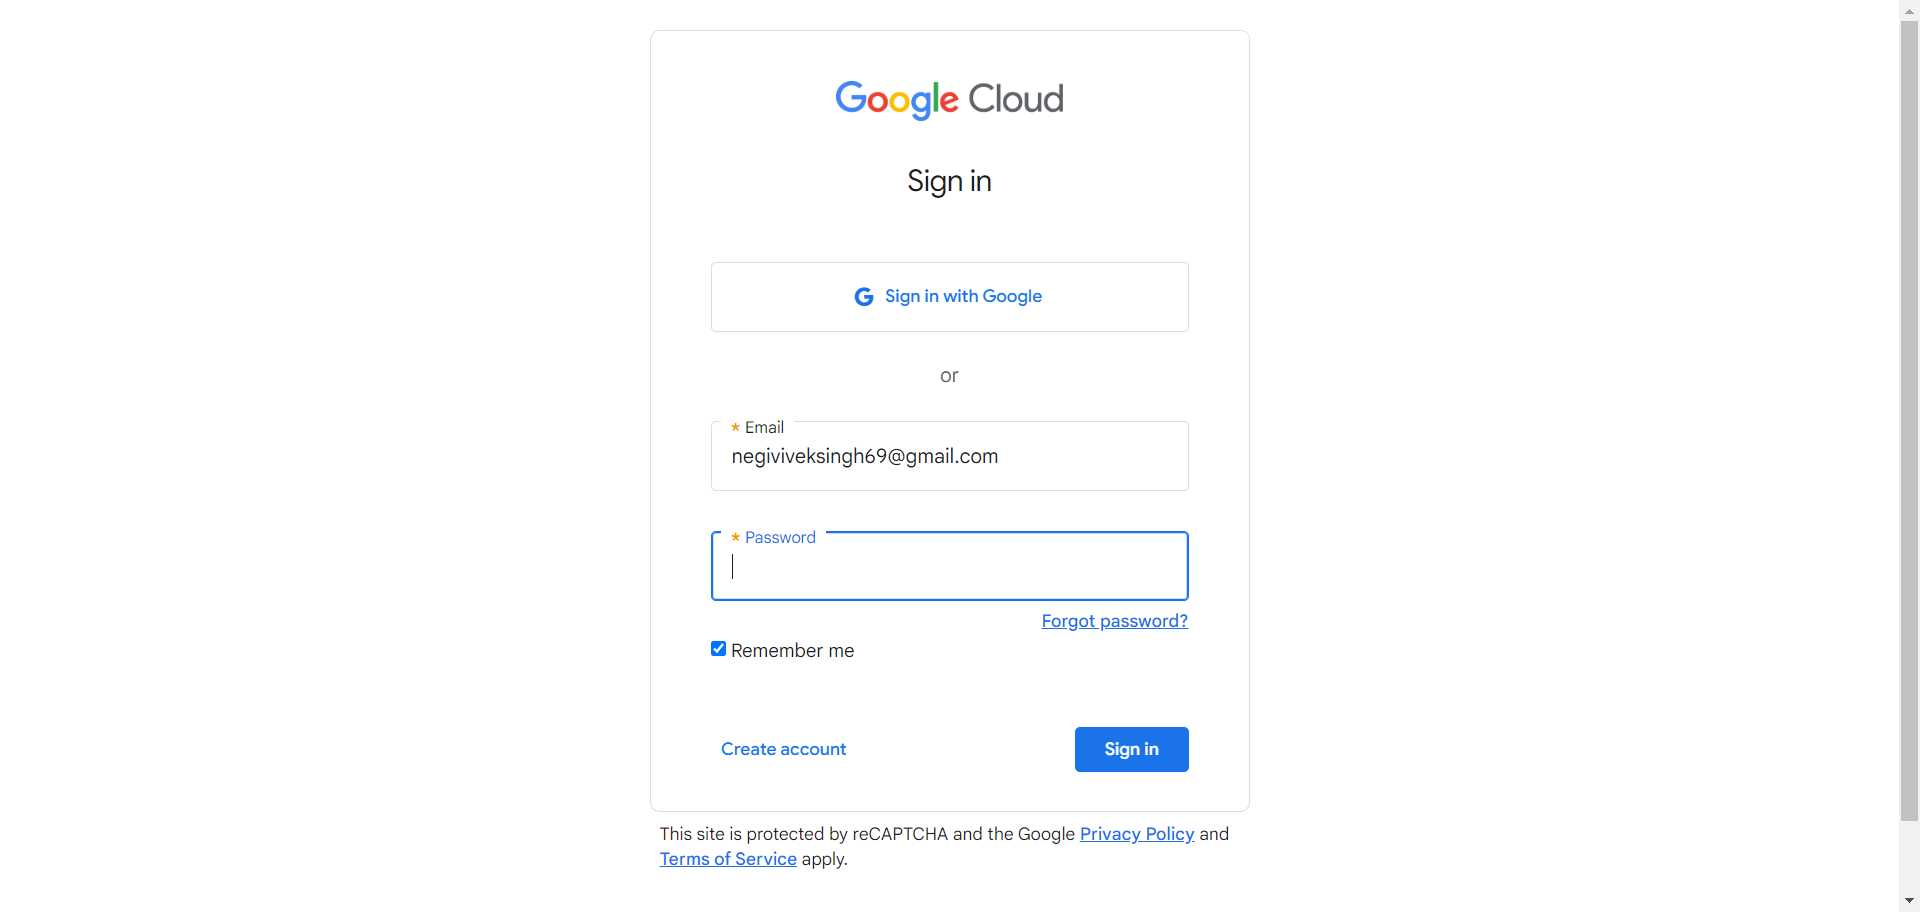 Google Cloud
Sign in
Sign in with Google
or
* Email
negiviveksingh69@gmail.com
* Password
Forgot password?
Remember me
Create account
Sign in
This site is protected by reCAPTCHA and the Google Privacy Policy and
Terms of Service apply.